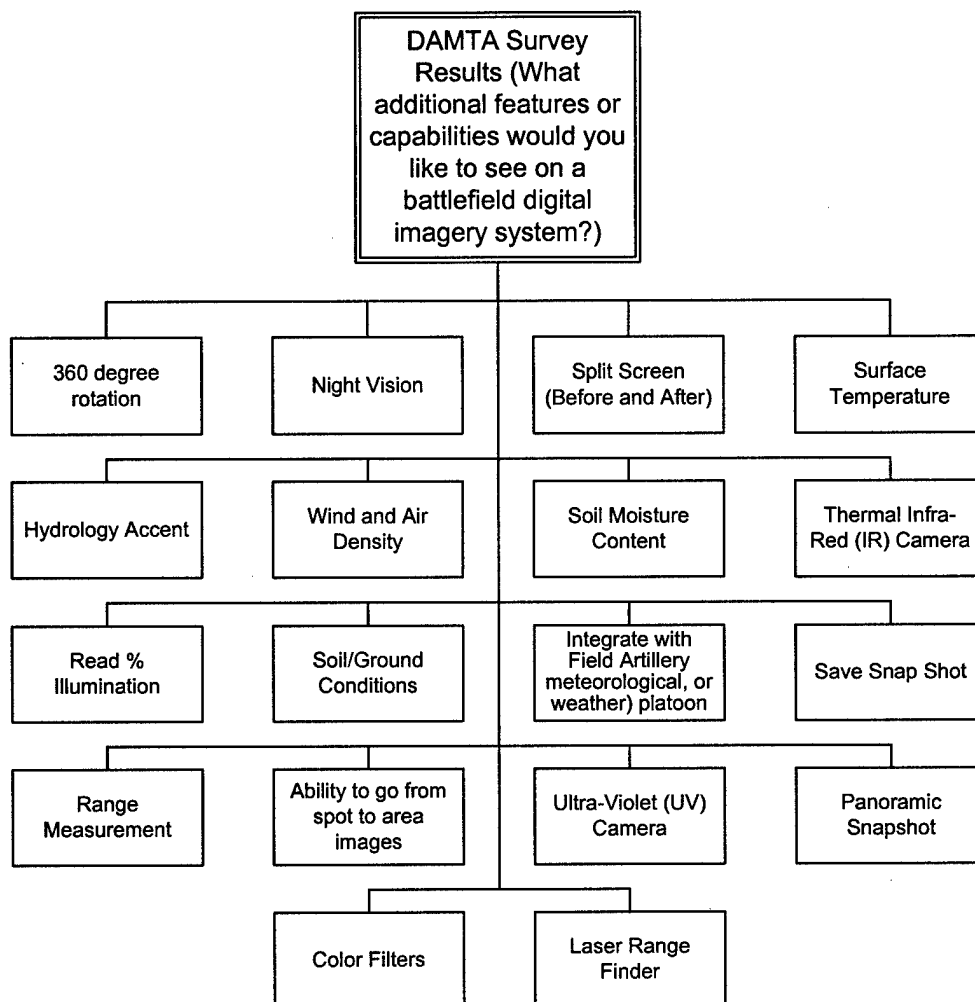 DAMTA Survey
Results (What
additional features or
capabilities would you
like to see on a
battlefield digital
imagery system?)
360 degree
rotation
Night Vision
Split Screen
(Before and After)
Surface
Temperature
Hydrology Accent
Wind and Air
Density
Soil Moisture
Content
Thermal Infra-
Red (IR) Camera
Read %
Illumination
Soil/Ground
Conditions
Integrate with
Field Artillery
meteorological, or
weather) platoon
Save Snap Shot
Range
Measurement
Ability to go from
spot to area
images
Ultra-Violet (UV)
Camera
Panoramic
Snapshot
Color Filters
Laser Range
Finder